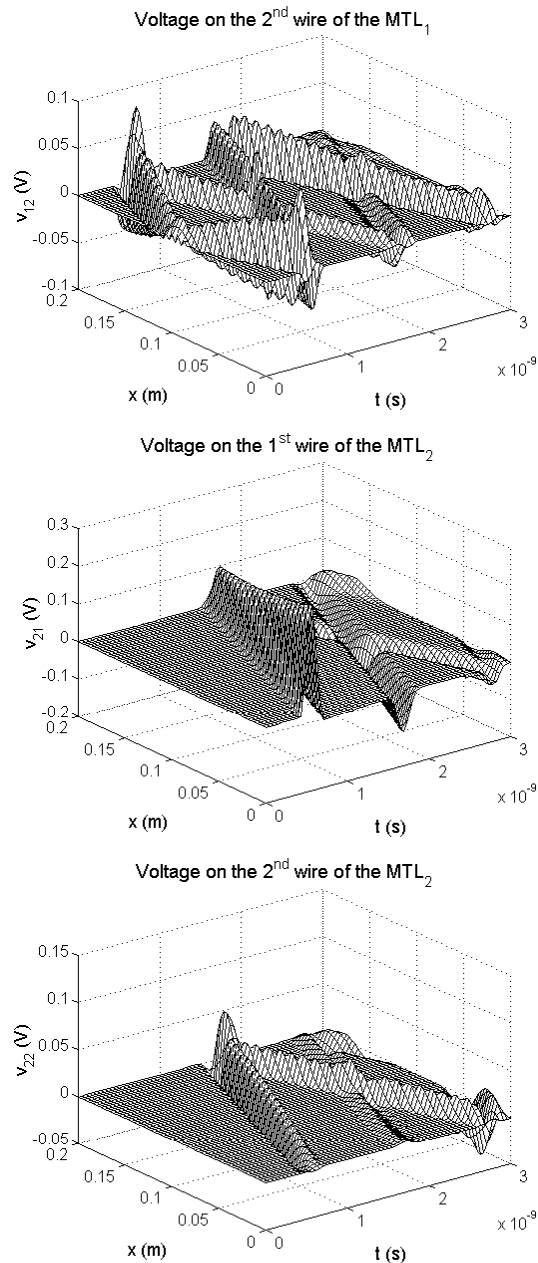 Voltage on the 2nd wire of the MTL1
0.1
0.05
0
-0.05
-0.1
v12 (V)
0.2
0.15
0.1
0.05
0
x (m)
0
1
2
3
x 10-9
t (s)
Voltage on the 1st wire of the MTL2
0.3
0.2
0.1
0
-0.1
-0.2
v21 (V)
0.2
0.15
0.1
0.05
0
x (m)
0
1
2
3
x 10-9
t (s)
Voltage on the 2nd wire of the MTL2
0.15
0.1
0.05
0
-0.05
v22 (V)
0.2
0.15
0.1
0.05
0
x (m)
0
1
2
3
x 10-9
t (s)